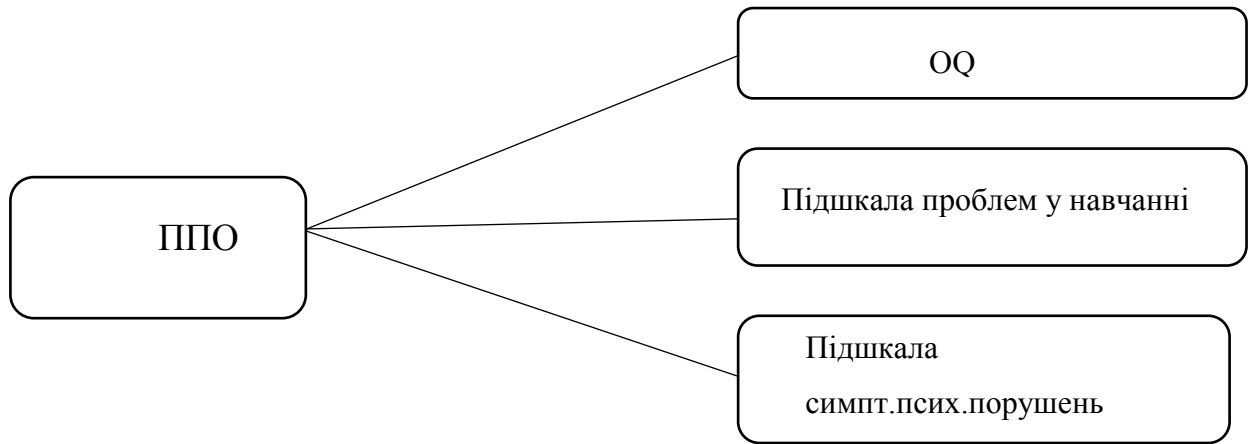 OQ
Підшкала проблем у навчанні
ППО
Підшкала
симпт.псих.порушень